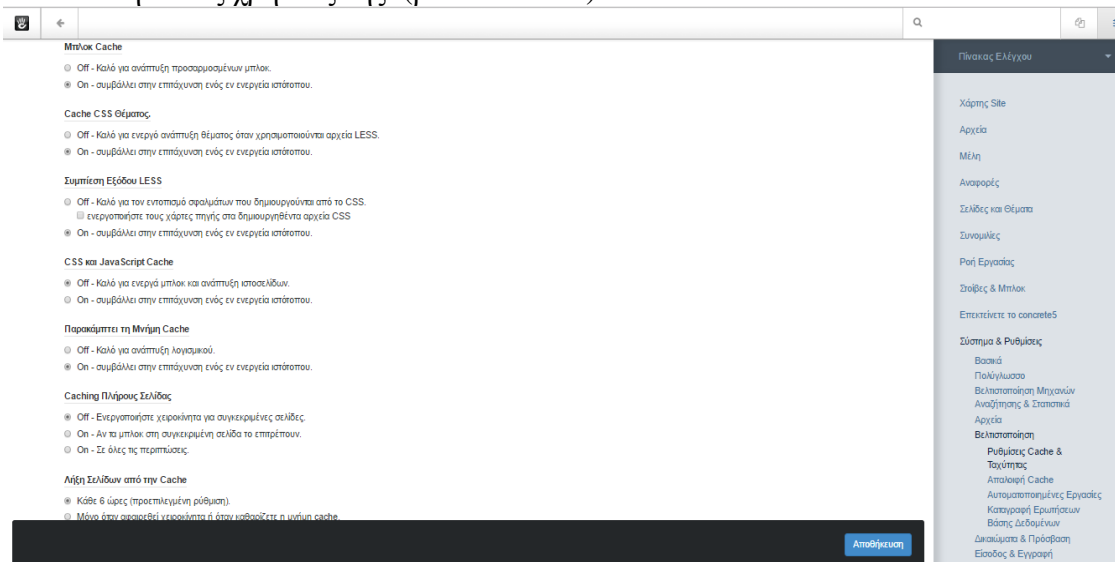 Πίνακας Ελέγχου
Μπλοκ Cache
Off - Καλό για ανάπτυξη προσαρμοσμένων μπλοκ.
On - συμβάλλει στην επιτάχυνση ενός εν ενεργεία ιστότοπου.
Cache CSS Θέματος.
Off - Καλό για ενεργό ανάπτυξη θέματος όταν χρησιμοποιούνται αρχεία LESS.
On - συμβάλλει στην επιτάχυνση ενός εν ενεργεία ιστότοπου.
Συμπίεση Εξόδου LESS
Off - Καλό για τον εντοπισμό σφαλμάτων που δημιουργούνται από το CSS.
ενεργοποιήστε τους χάρτες πηγής στα δημιουργηθέντα αρχεία CSS
On - συμβάλλει στην επιτάχυνση ενός εν ενεργεία ιστότοπου.
CSS και JavaScript Cache
Off - Καλό για ενεργά μπλοκ και ανάπτυξη ιστοσελίδων.
On - συμβάλλει στην επιτάχυνση ενός εν ενεργεία ιστότοπου.
Παρακάμπτει τη Μνήμη Cache
Off - Καλό για ανάπτυξη λογισμικού.
On - συμβάλλει στην επιτάχυνση ενός εν ενεργεία ιστότοπου.
Caching Πλήρους Σελίδας
Off - Ενεργοποιήστε χειροκίνητα για συγκεκριμένες σελίδες.
On - Αν τα μπλοκ στη συγκεκριμένη σελίδα το επιτρέπουν.
On - Σε όλες τις περιπτώσεις.
Λήξη Σελίδων από την Cache
Κάθε 6 ώρες (προεπιλεγμένη ρύθμιση).
Μόνο όταν αφαιρεθεί χειροκίνητα ή όταν καθαρίζετε η μνήμη cache.
Αποθήκευση
Χάρτης Site
Αρχεία
Μέλη
Αναφορές
Σελίδες και Θέματα
Συνομιλίες
Ροή Εργασίας
Στοίβες & Μπλοκ
Επεκτείνετε το concrete5
Σύστημα & Ρυθμίσεις
Βασικά
Πολύγλωσσο
Βελτιστοποίηση Μηχανών
Αναζήτησης & Στατιστικά
Αρχεία
Βελτιστοποίηση
Ρυθμίσεις Cache &
Ταχύτητας
Απαλοιφή Cache
Αυτοματοποιημένες Εργασίες
Καταγραφή Ερωτήσεων
Βάσης Δεδομένων
Δικαιώματα & Πρόσβαση
Είσοδος & Εγγραφή